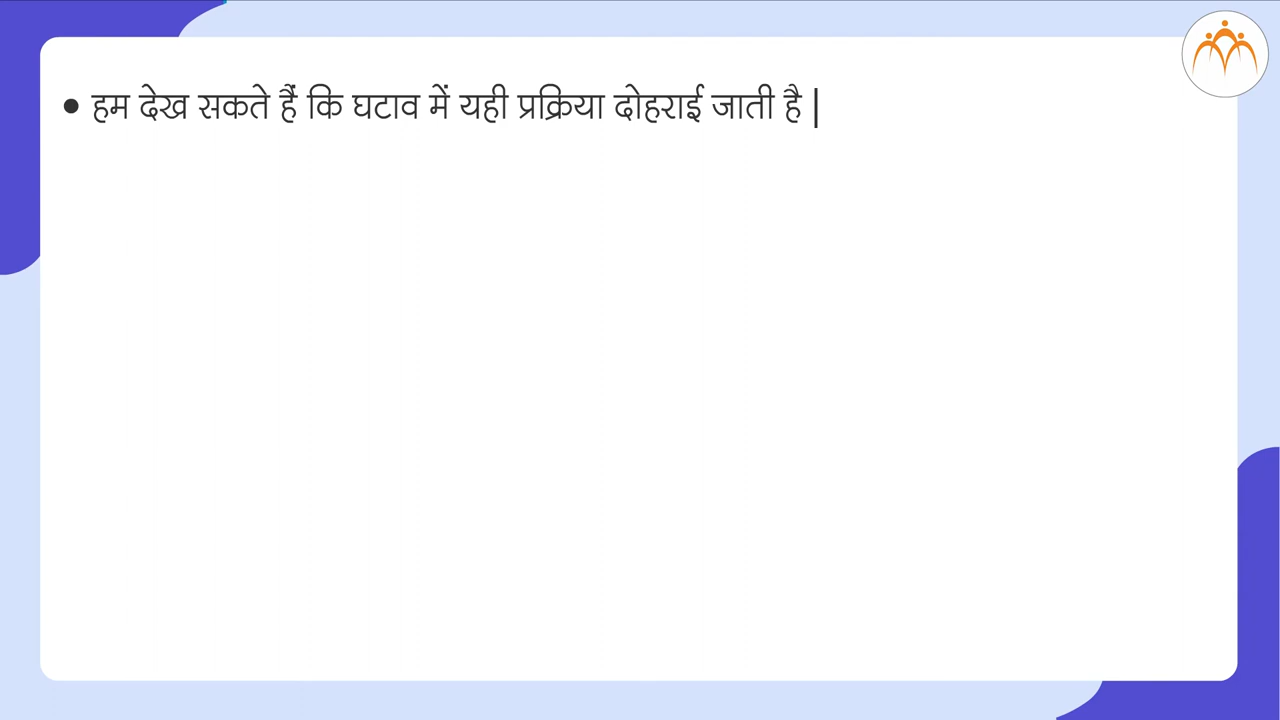 • हम देख सकते हैं कि घटाव में यही प्रक्रिया दोहराई जाती है |